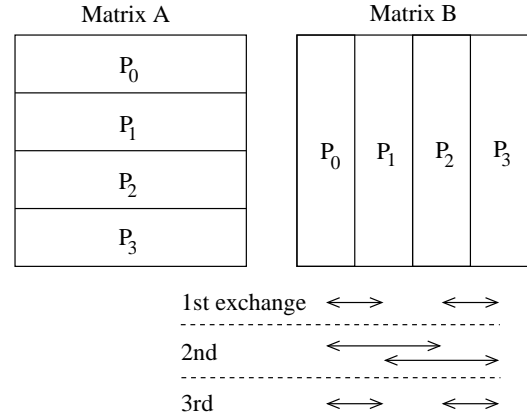 Matrix A
Matrix B
P0
P1
P2
P3
P0 P1 P2 P3
1st exchange
2nd
3rd